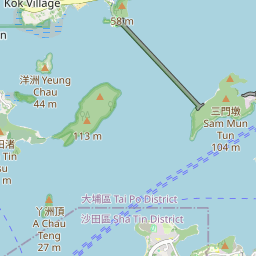 Kok Village
58 m
洋洲 Yeung
Chau
44 m
三門墩
Sam Mun
Tun
104 m
113 m
Tin
丫洲頂
A Chau
Teng
27 m
大埔區 Tai Po District
沙田區 Sha Tin District